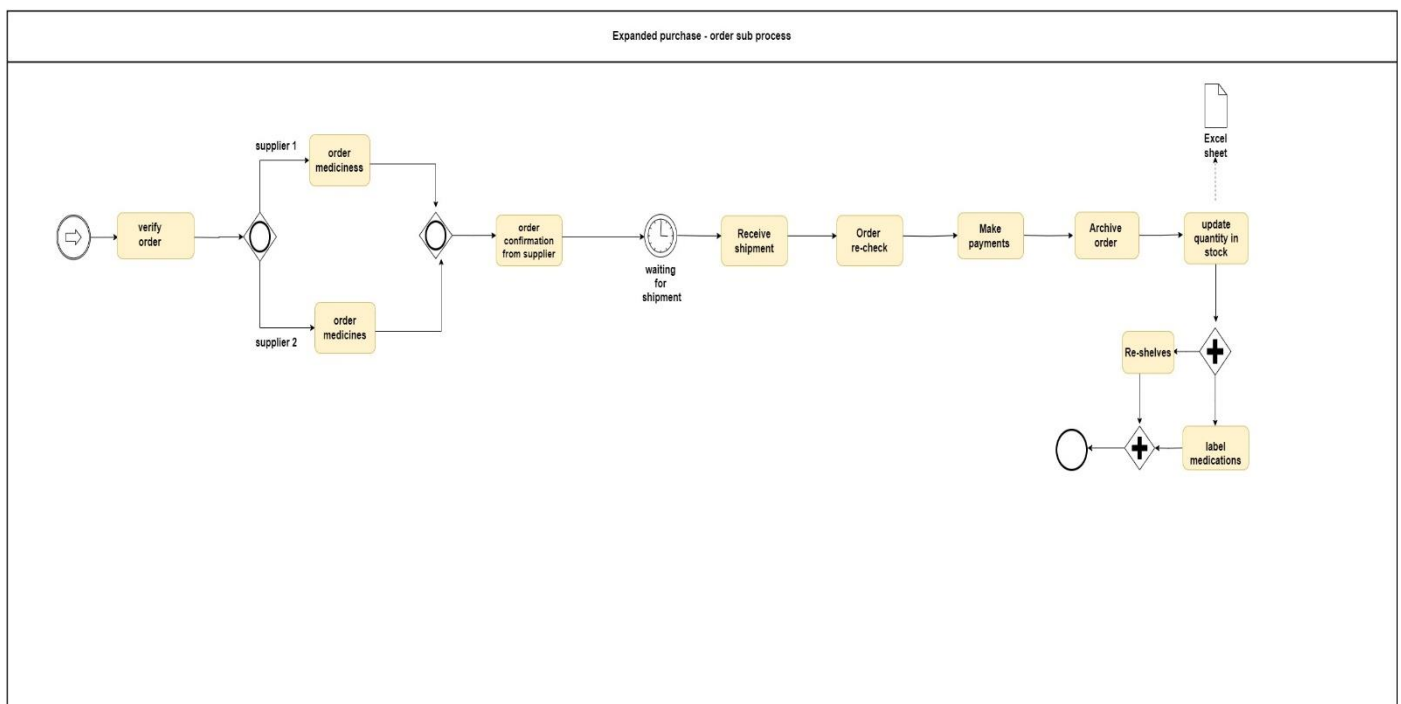 Expanded purchase - order sub process
Excel
sheet
supplier 1
order
mediciness
verify
order
order
confirmation
from supplier
waiting
for
shipment
Receive
shipment
Order
re-check
Make
payments
Archive
order
update
quantity in
stock
supplier 2
order
medicines
Re-shelves
label
medications